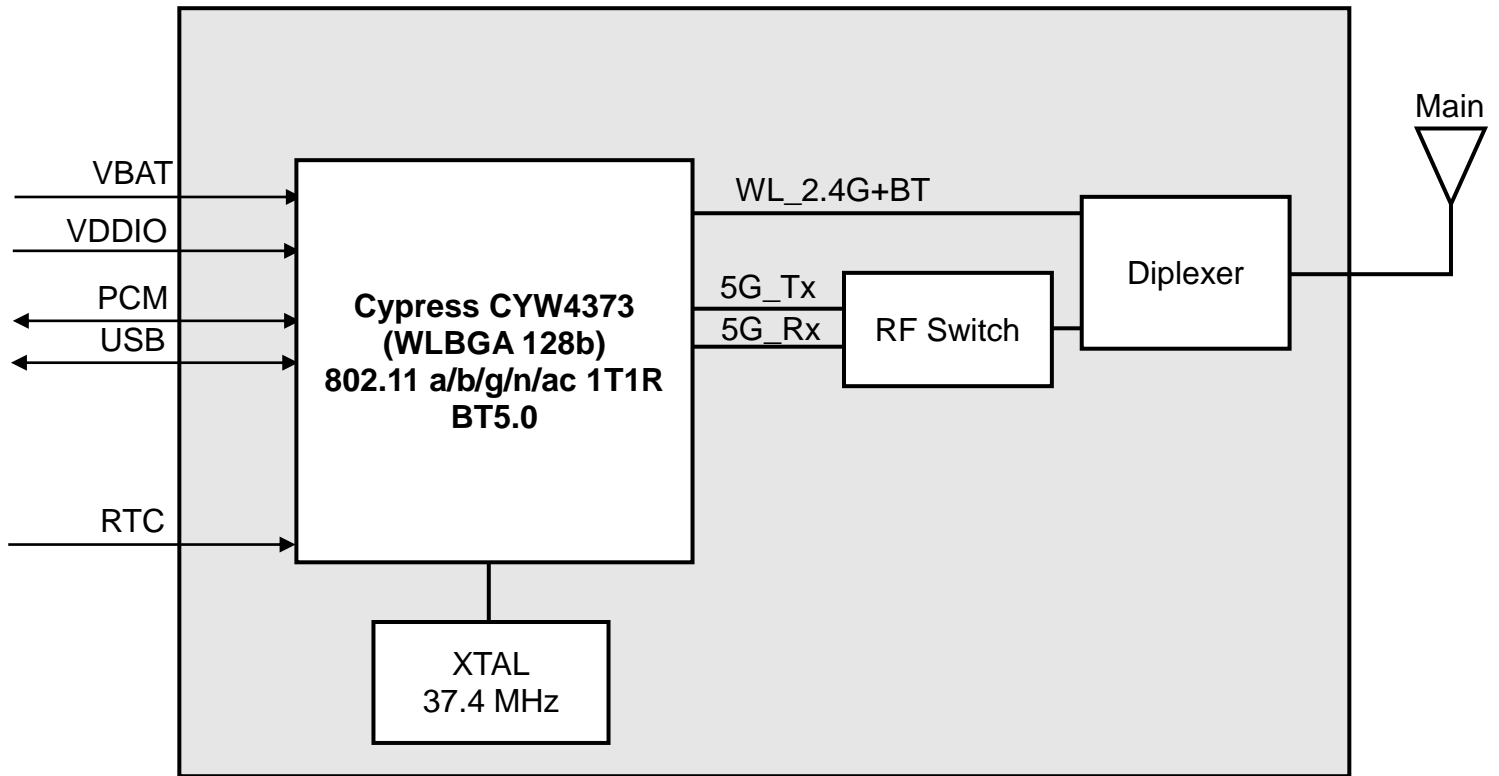 Main
VBAT
VDDIO
PCM
USB
RTC
Cypress CYW4373
(WLBGA 128b)
802.11 a/b/g/n/ac 1T1R
BT5.0
WL_2.4G+BT
5G_Tx
5G_Rx
RF Switch
Diplexer
XTAL
37.4 MHz